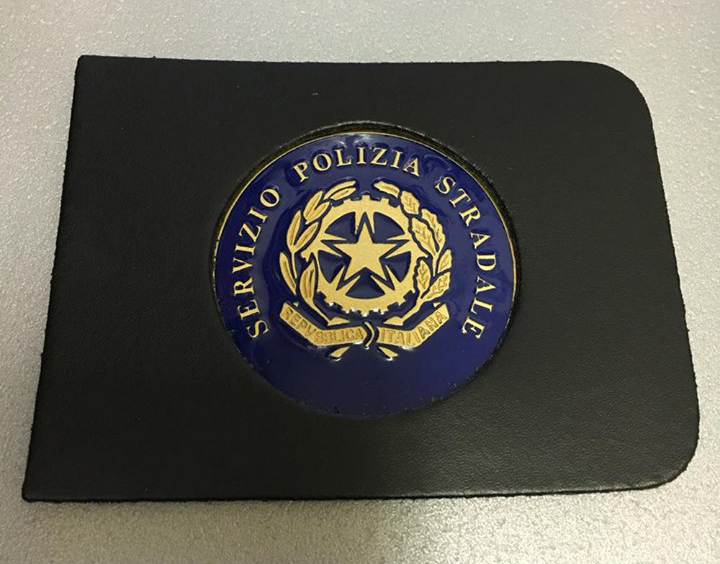 SERVIZIO POLIZIA STRADALE
REPVBBLICA ITALIANA